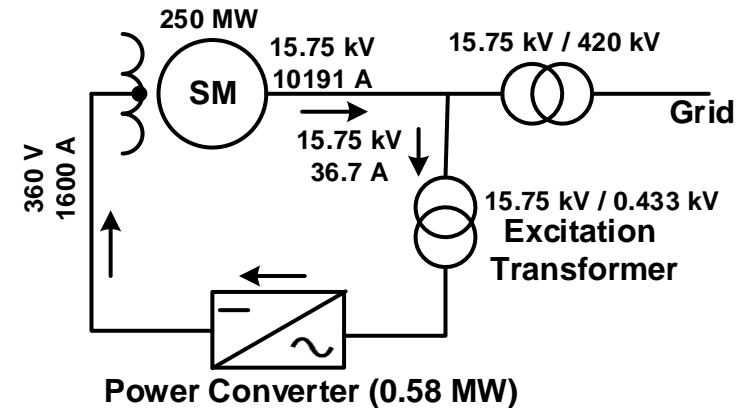 250 MW
SM
15.75 kV
10191 A
15.75 kV / 420 kV
Grid
15.75 kV
36.7 A
360 V
1600 A
15.75 kV / 0.433 kV
Excitation
Transformer
Power Converter (0.58 MW)